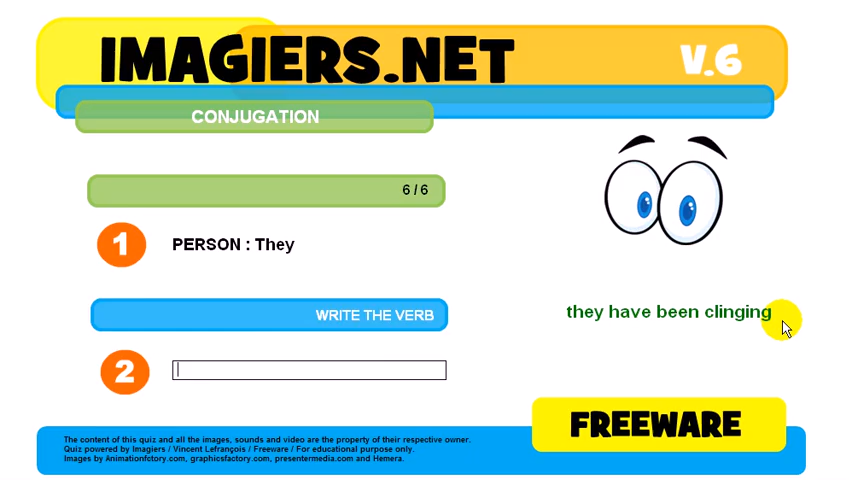 IMAGIERS.NET
V.6
CONJUGATION
6 / 6
1
PERSON : They
WRITE THE VERB
they have been clinging
2
FREEWARE
The content of this quiz and all the images, sounds and video are the property of their respective owner.
Quiz powered by Imagiers / Vincent Lefrançois / Freeware / For educational purpose only.
Images by Animationfotory.com, graphicsfactory.com, presentermedia.com and Hemera.